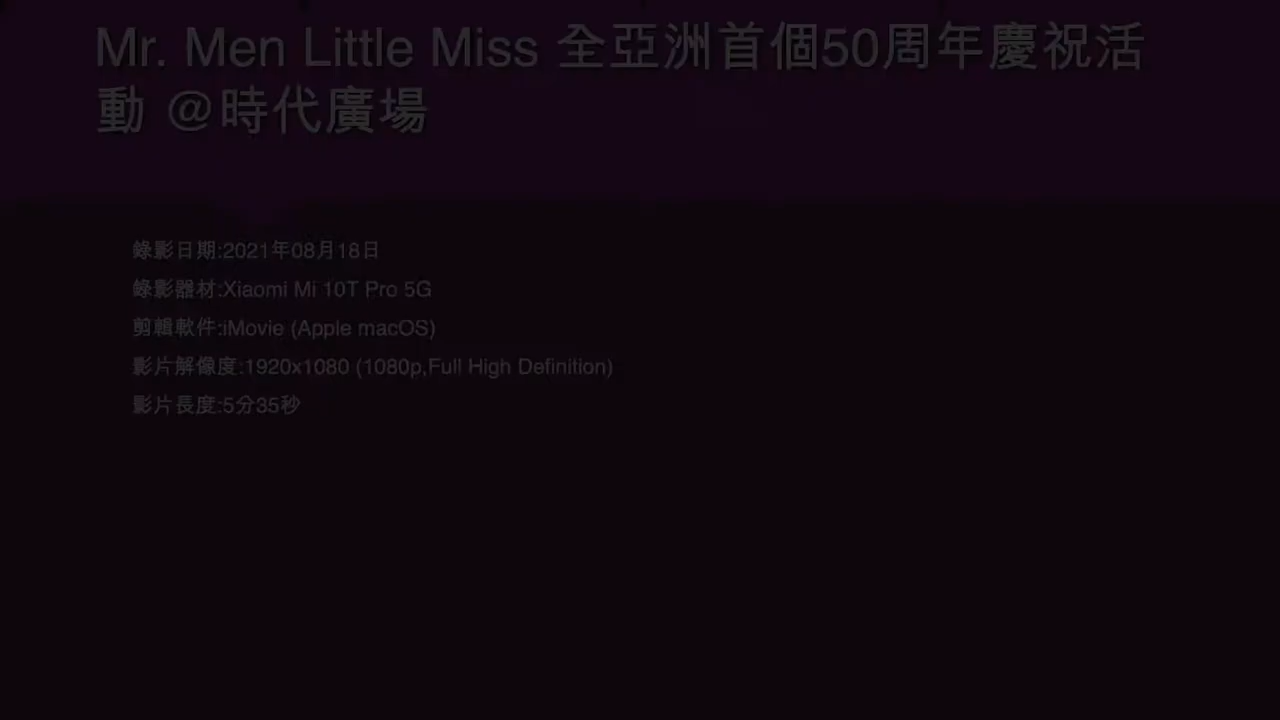 Mr. Men Little Miss 全亞洲首個50周年慶祝活
動 @時代廣場
錄影日期:2021年08月18日
錄影器材:Xiaomi Mi 10T Pro 5G
剪輯軟件:iMovie (Apple macOS)
影片解像度:1920x1080 (1080p,Full High Definition)
影片長度:5分35秒